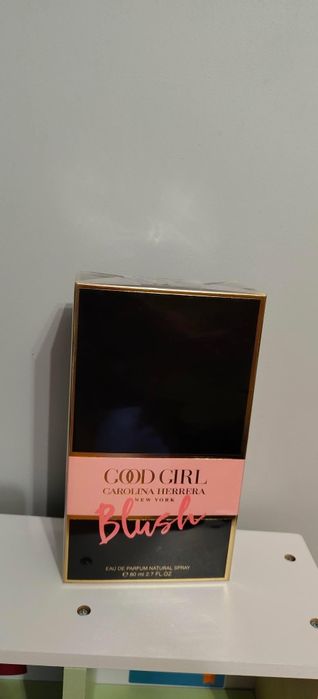 GOOD GIRL
CAROLINA HERRERA
NEW YORK
Blush
EAU DE PARFUM NATURAL SPRAY
℮ 80 ml 2.7 FL OZ